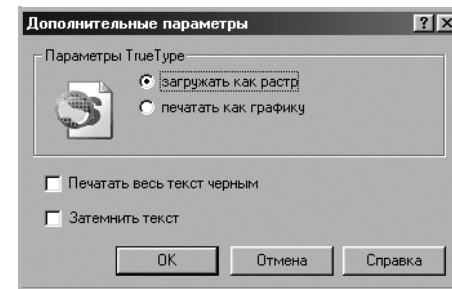 Дополнительные параметры
Параметры TrueType
загружать как растр
печатать как графику
Печатать весь текст черным
Затемнить текст
OK Отмена Справка